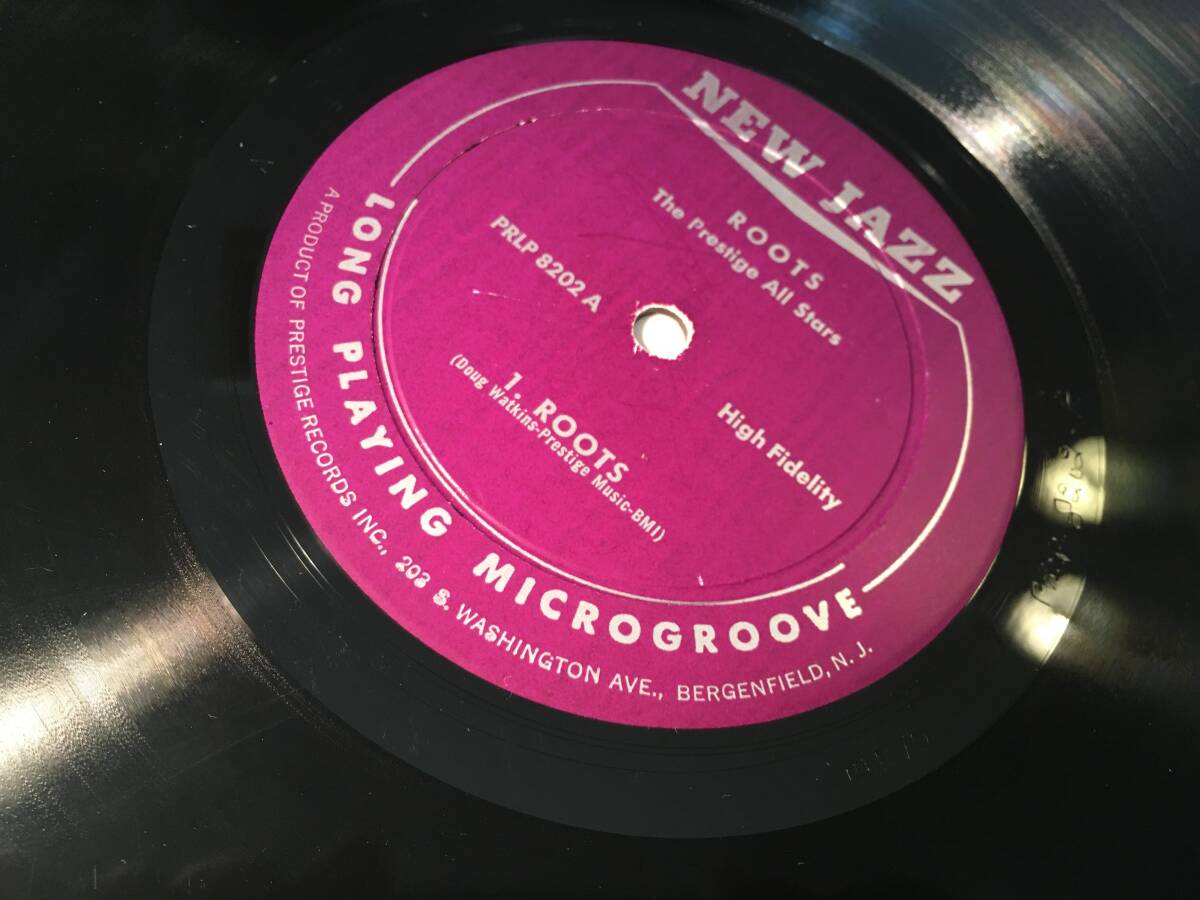 NEW JAZZ
ROOTS
The Prestige All Stars
PRLP 8202 A
High Fidelity
1. ROOTS
(Doug Watkins-Prestige Music-BMI)
LONG PLAYING MICROGROOVE
A PRODUCT OF PRESTIGE RECORDS INC., 203 S. WASHINGTON AVE., BERGENFIELD, N. J.